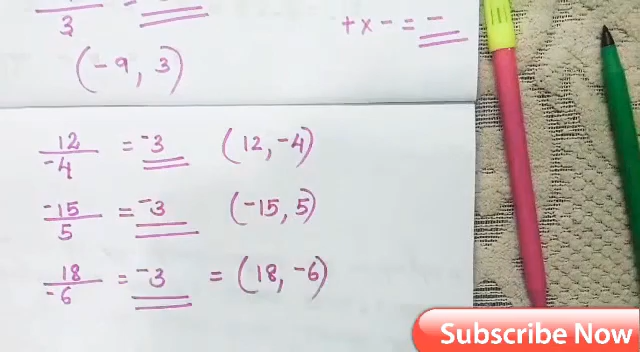 3
+ x - = -
(-9, 3)
12/-4 = -3 (12, -4)
-15/5 = -3 (-15, 5)
18/-6 = -3 = (18, -6)
Subscribe Now